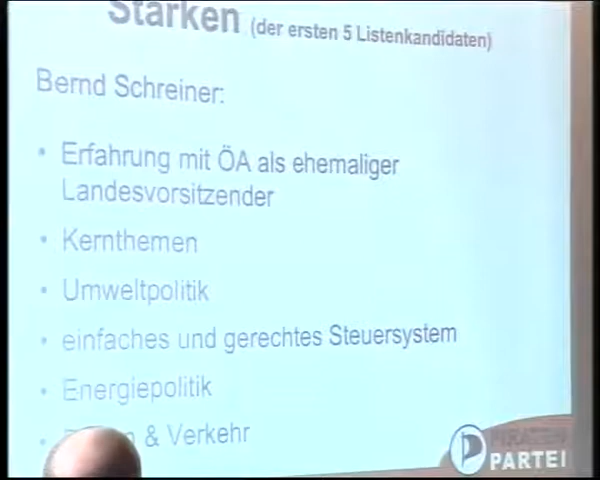 Stärken (der ersten 5 Listenkandidaten)
Bernd Schreiner:
• Erfahrung mit ÖA als ehemaliger
Landesvorsitzender
• Kernthemen
• Umweltpolitik
• einfaches und gerechtes Steuersystem
• Energiepolitik
• & Verkehr
PIRATEN
PARTEI